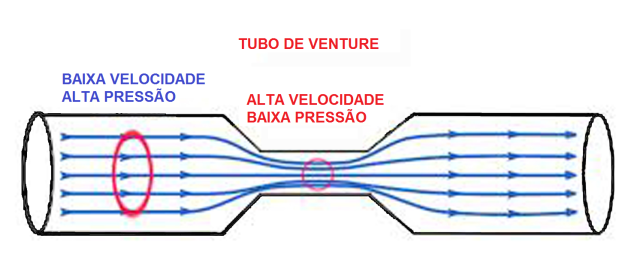 TUBO DE VENTURE
BAIXA VELOCIDADE
ALTA PRESSÃO
ALTA VELOCIDADE
BAIXA PRESSÃO